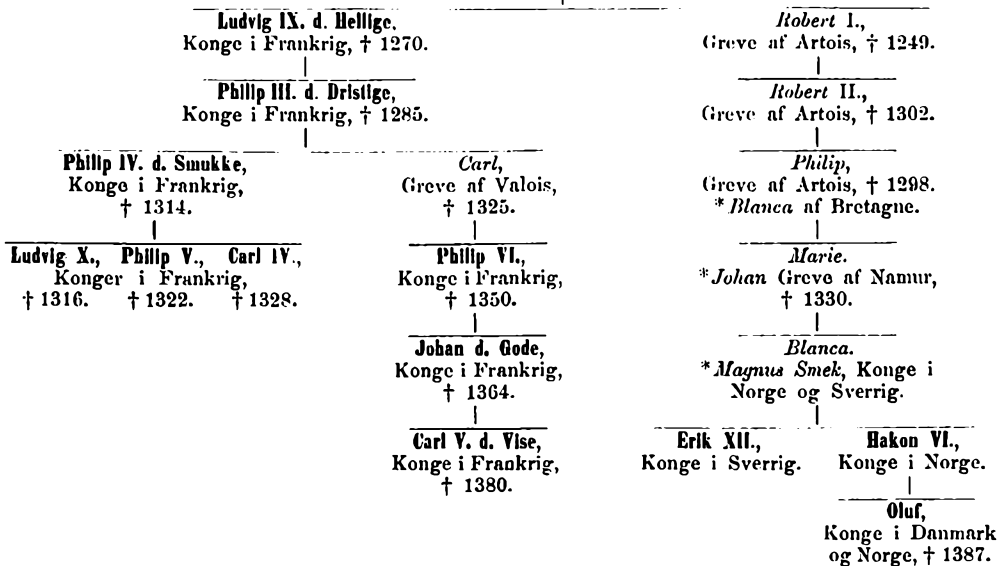 Ludvig IX. d. Hellige,
Konge i Frankrig, † 1270.
Robert I.,
Greve af Artois, † 1249.
Philip III. d. Dristige,
Konge i Frankrig, † 1285.
Robert II.,
Greve af Artois, † 1302.
Philip IV. d. Smukke,
Konge i Frankrig,
† 1314.
Carl,
Greve af Valois,
† 1325.
Philip,
Greve af Artois, † 1298.
* Blanca af Bretagne.
Ludvig X., Philip V., Carl IV.,
Konger i Frankrig,
† 1316. † 1322. † 1328.
Philip VI.,
Konge i Frankrig,
† 1350.
Marie.
* Johan Greve af Namur,
† 1330.
Johan d. Gode,
Konge i Frankrig,
† 1364.
Blanca.
* Magnus Smek, Konge i
Norge og Sverrig.
Carl V. d. Vise,
Konge i Frankrig,
† 1380.
Erik XII.,
Konge i Sverrig.
Hakon VI.,
Konge i Norge.
Oluf,
Konge i Danmark
og Norge, † 1387.